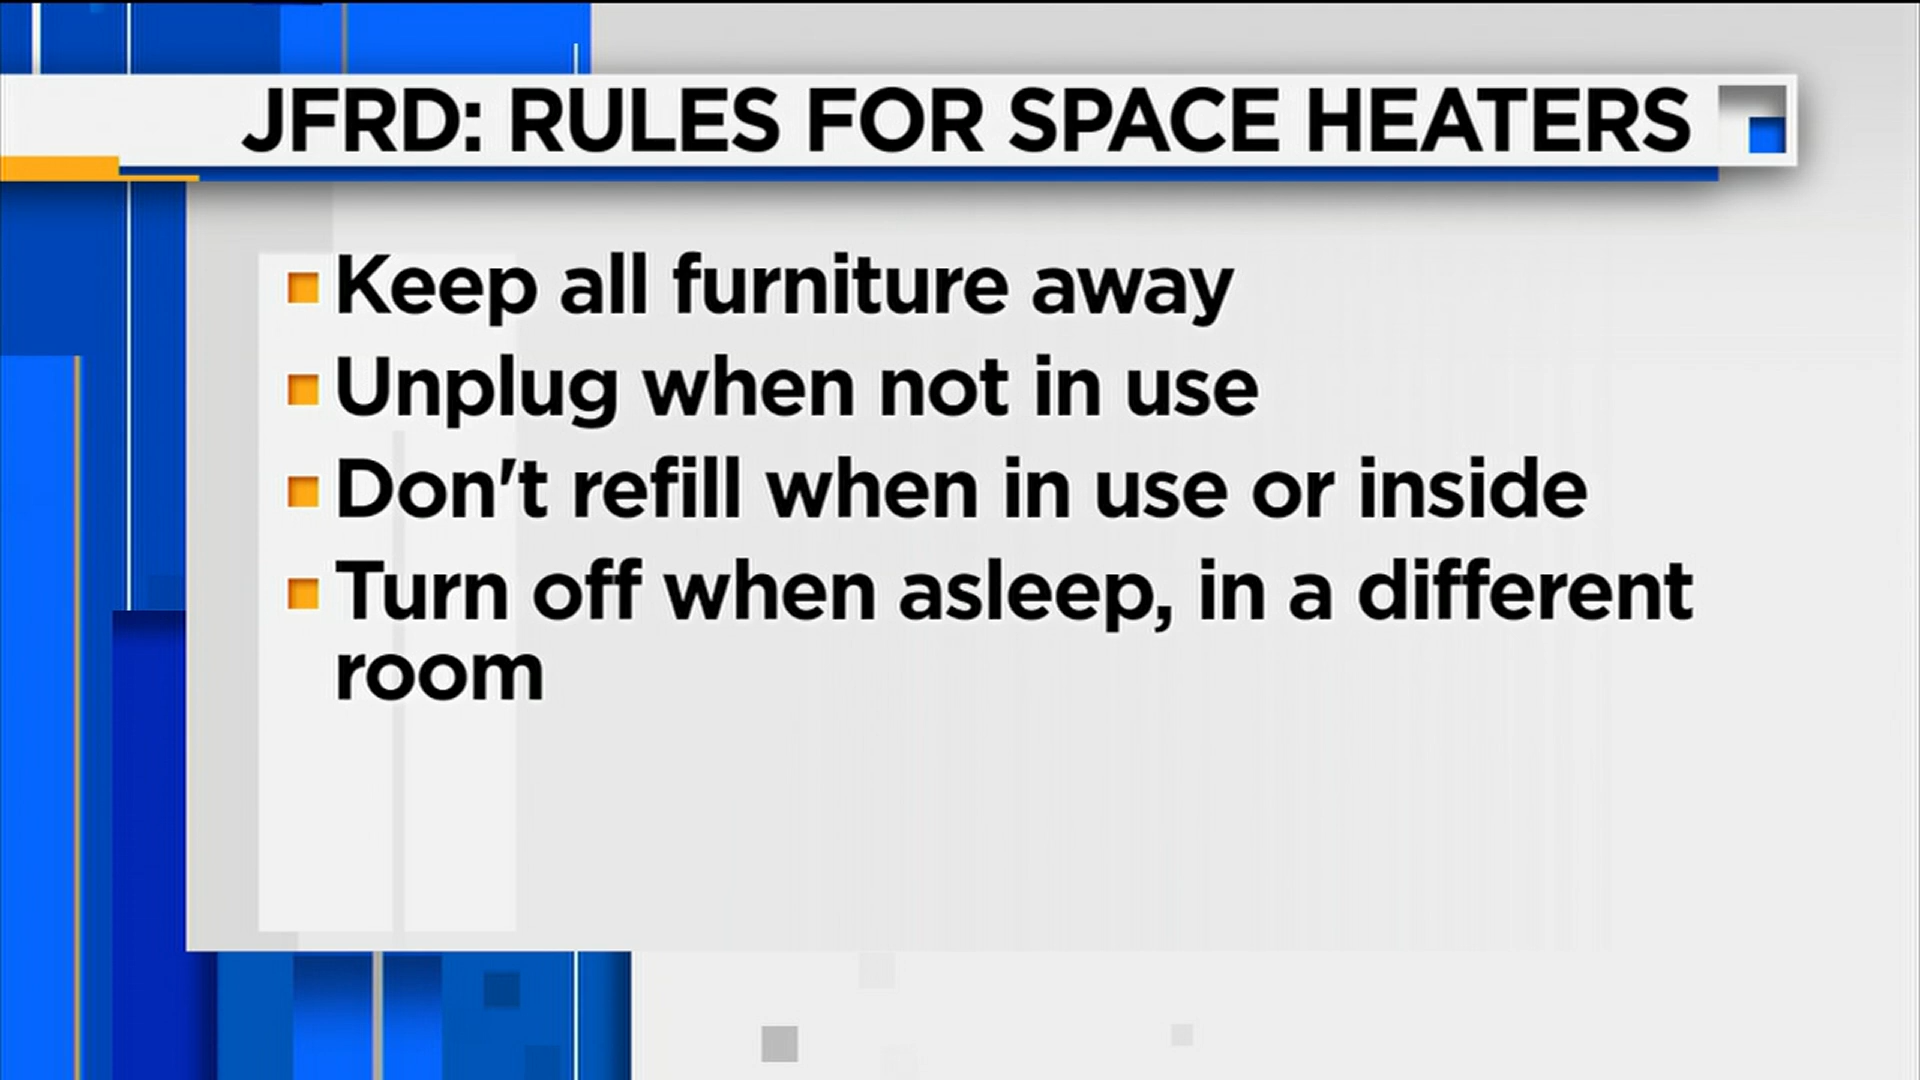 JFRD: RULES FOR SPACE HEATERS
Keep all furniture away
Unplug when not in use
Don't refill when in use or inside
Turn off when asleep, in a different
room